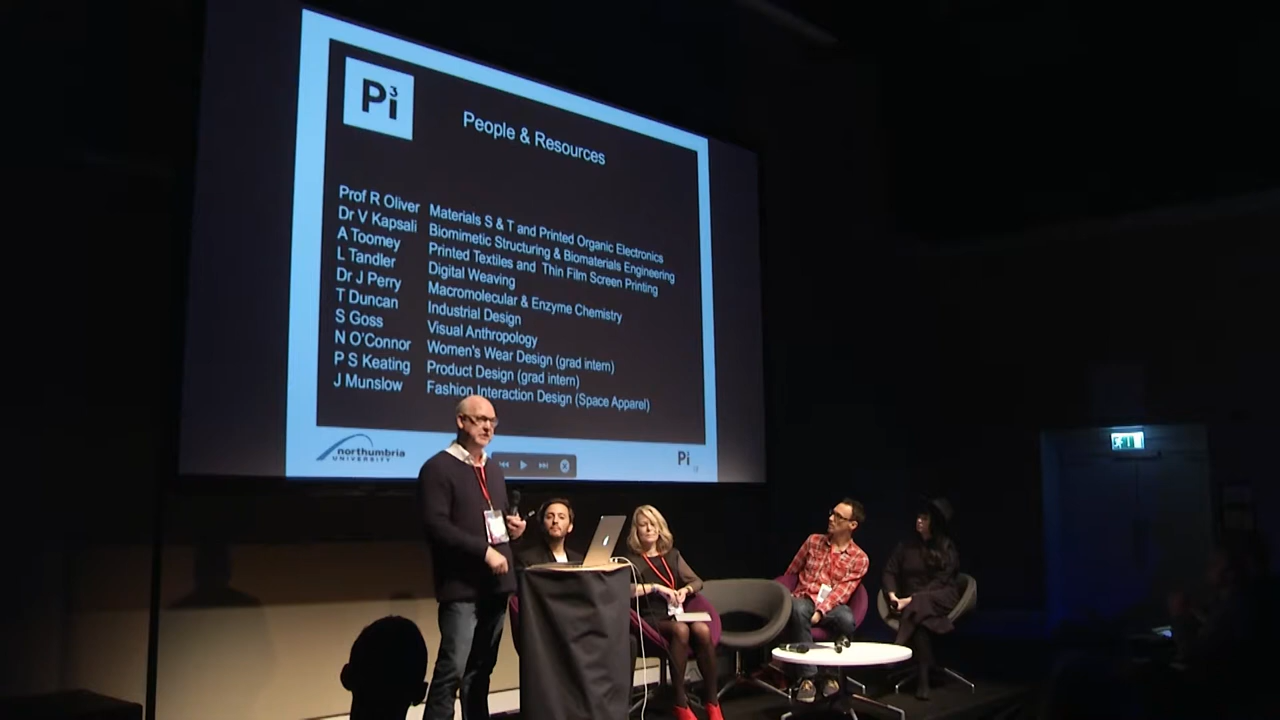 Pi3
People & Resources
Prof R Oliver Materials S & T and Printed Organic Electronics
Dr V Kapsali Biomimetic Structuring & Biomaterials Engineering
A Toomey Printed Textiles and Thin Film Screen Printing
L Tandler Digital Weaving
Dr J Perry Macromolecular & Enzyme Chemistry
T Duncan Industrial Design
S Goss Visual Anthropology
N O'Connor Women's Wear Design (grad intern)
P S Keating Product Design (grad intern)
J Munslow Fashion Interaction Design (Space Apparel)
northumbria
UNIVERSITY
Pi